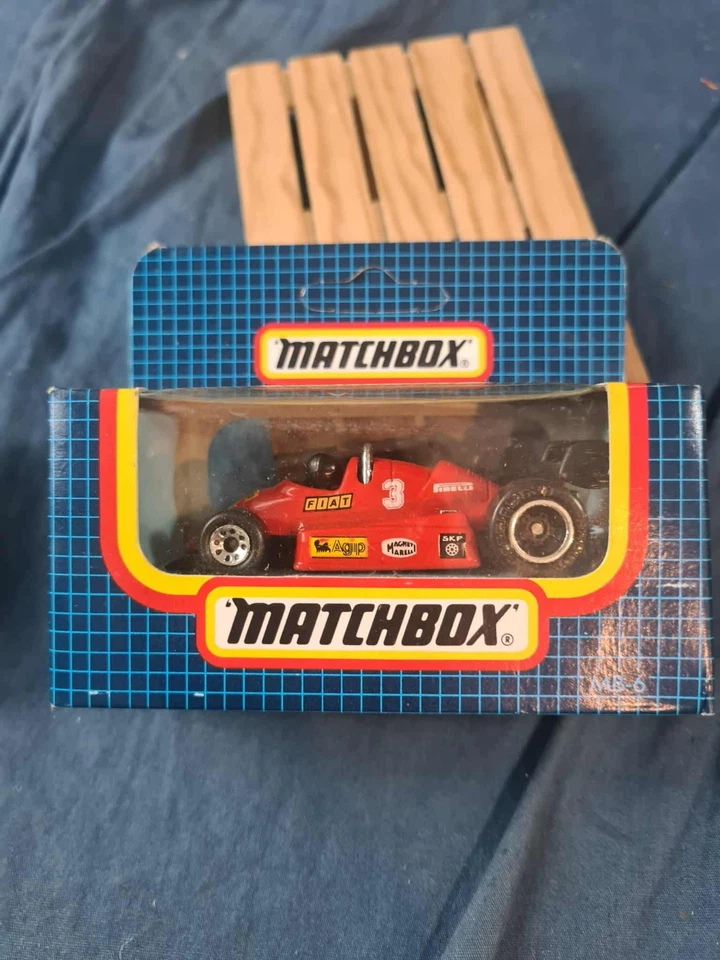 'MATCHBOX'®
FIAT
3
PIRELLI
Agip
MAGNETI
MARELLI
SKF
'MATCHBOX'®
MB-6